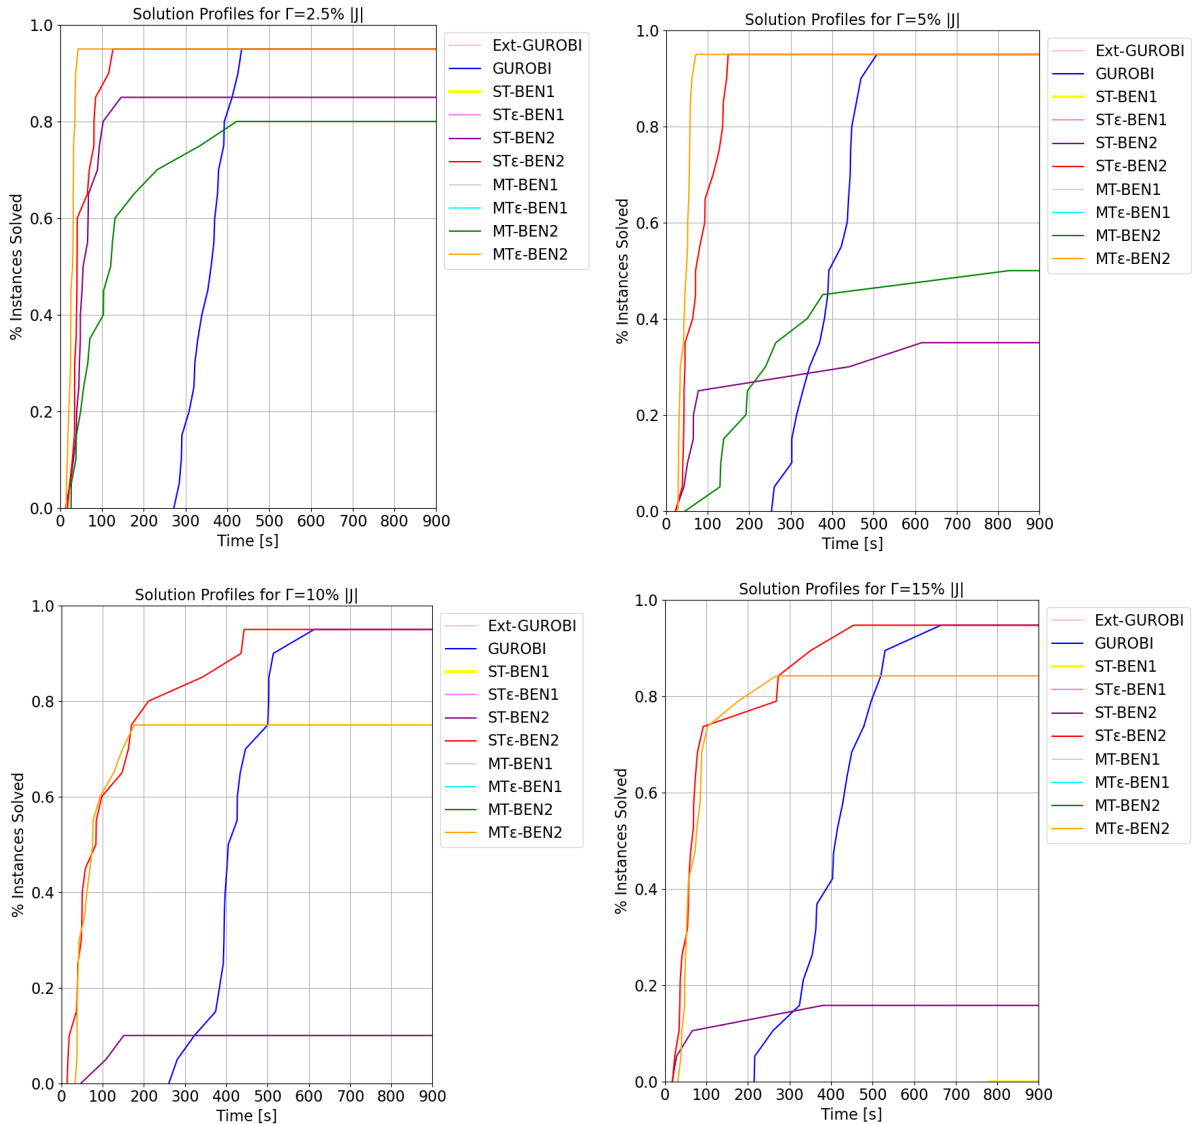 Solution Profiles for Γ=2.5% |J|
% Instances Solved
1.0
0.8
0.6
0.4
0.2
0.0
0 100 200 300 400 500 600 700 800 900
Time [s]
Ext-GUROBI
GUROBI
ST-BEN1
STε-BEN1
ST-BEN2
STε-BEN2
MT-BEN1
MTε-BEN1
MT-BEN2
MTε-BEN2
Solution Profiles for Γ=5% |J|
% Instances Solved
1.0
0.8
0.6
0.4
0.2
0.0
0 100 200 300 400 500 600 700 800 900
Time [s]
Ext-GUROBI
GUROBI
ST-BEN1
STε-BEN1
ST-BEN2
STε-BEN2
MT-BEN1
MTε-BEN1
MT-BEN2
MTε-BEN2
Solution Profiles for Γ=10% |J|
% Instances Solved
1.0
0.8
0.6
0.4
0.2
0.0
0 100 200 300 400 500 600 700 800 900
Time [s]
Ext-GUROBI
GUROBI
ST-BEN1
STε-BEN1
ST-BEN2
STε-BEN2
MT-BEN1
MTε-BEN1
MT-BEN2
MTε-BEN2
Solution Profiles for Γ=15% |J|
% Instances Solved
1.0
0.8
0.6
0.4
0.2
0.0
0 100 200 300 400 500 600 700 800 900
Time [s]
Ext-GUROBI
GUROBI
ST-BEN1
STε-BEN1
ST-BEN2
STε-BEN2
MT-BEN1
MTε-BEN1
MT-BEN2
MTε-BEN2